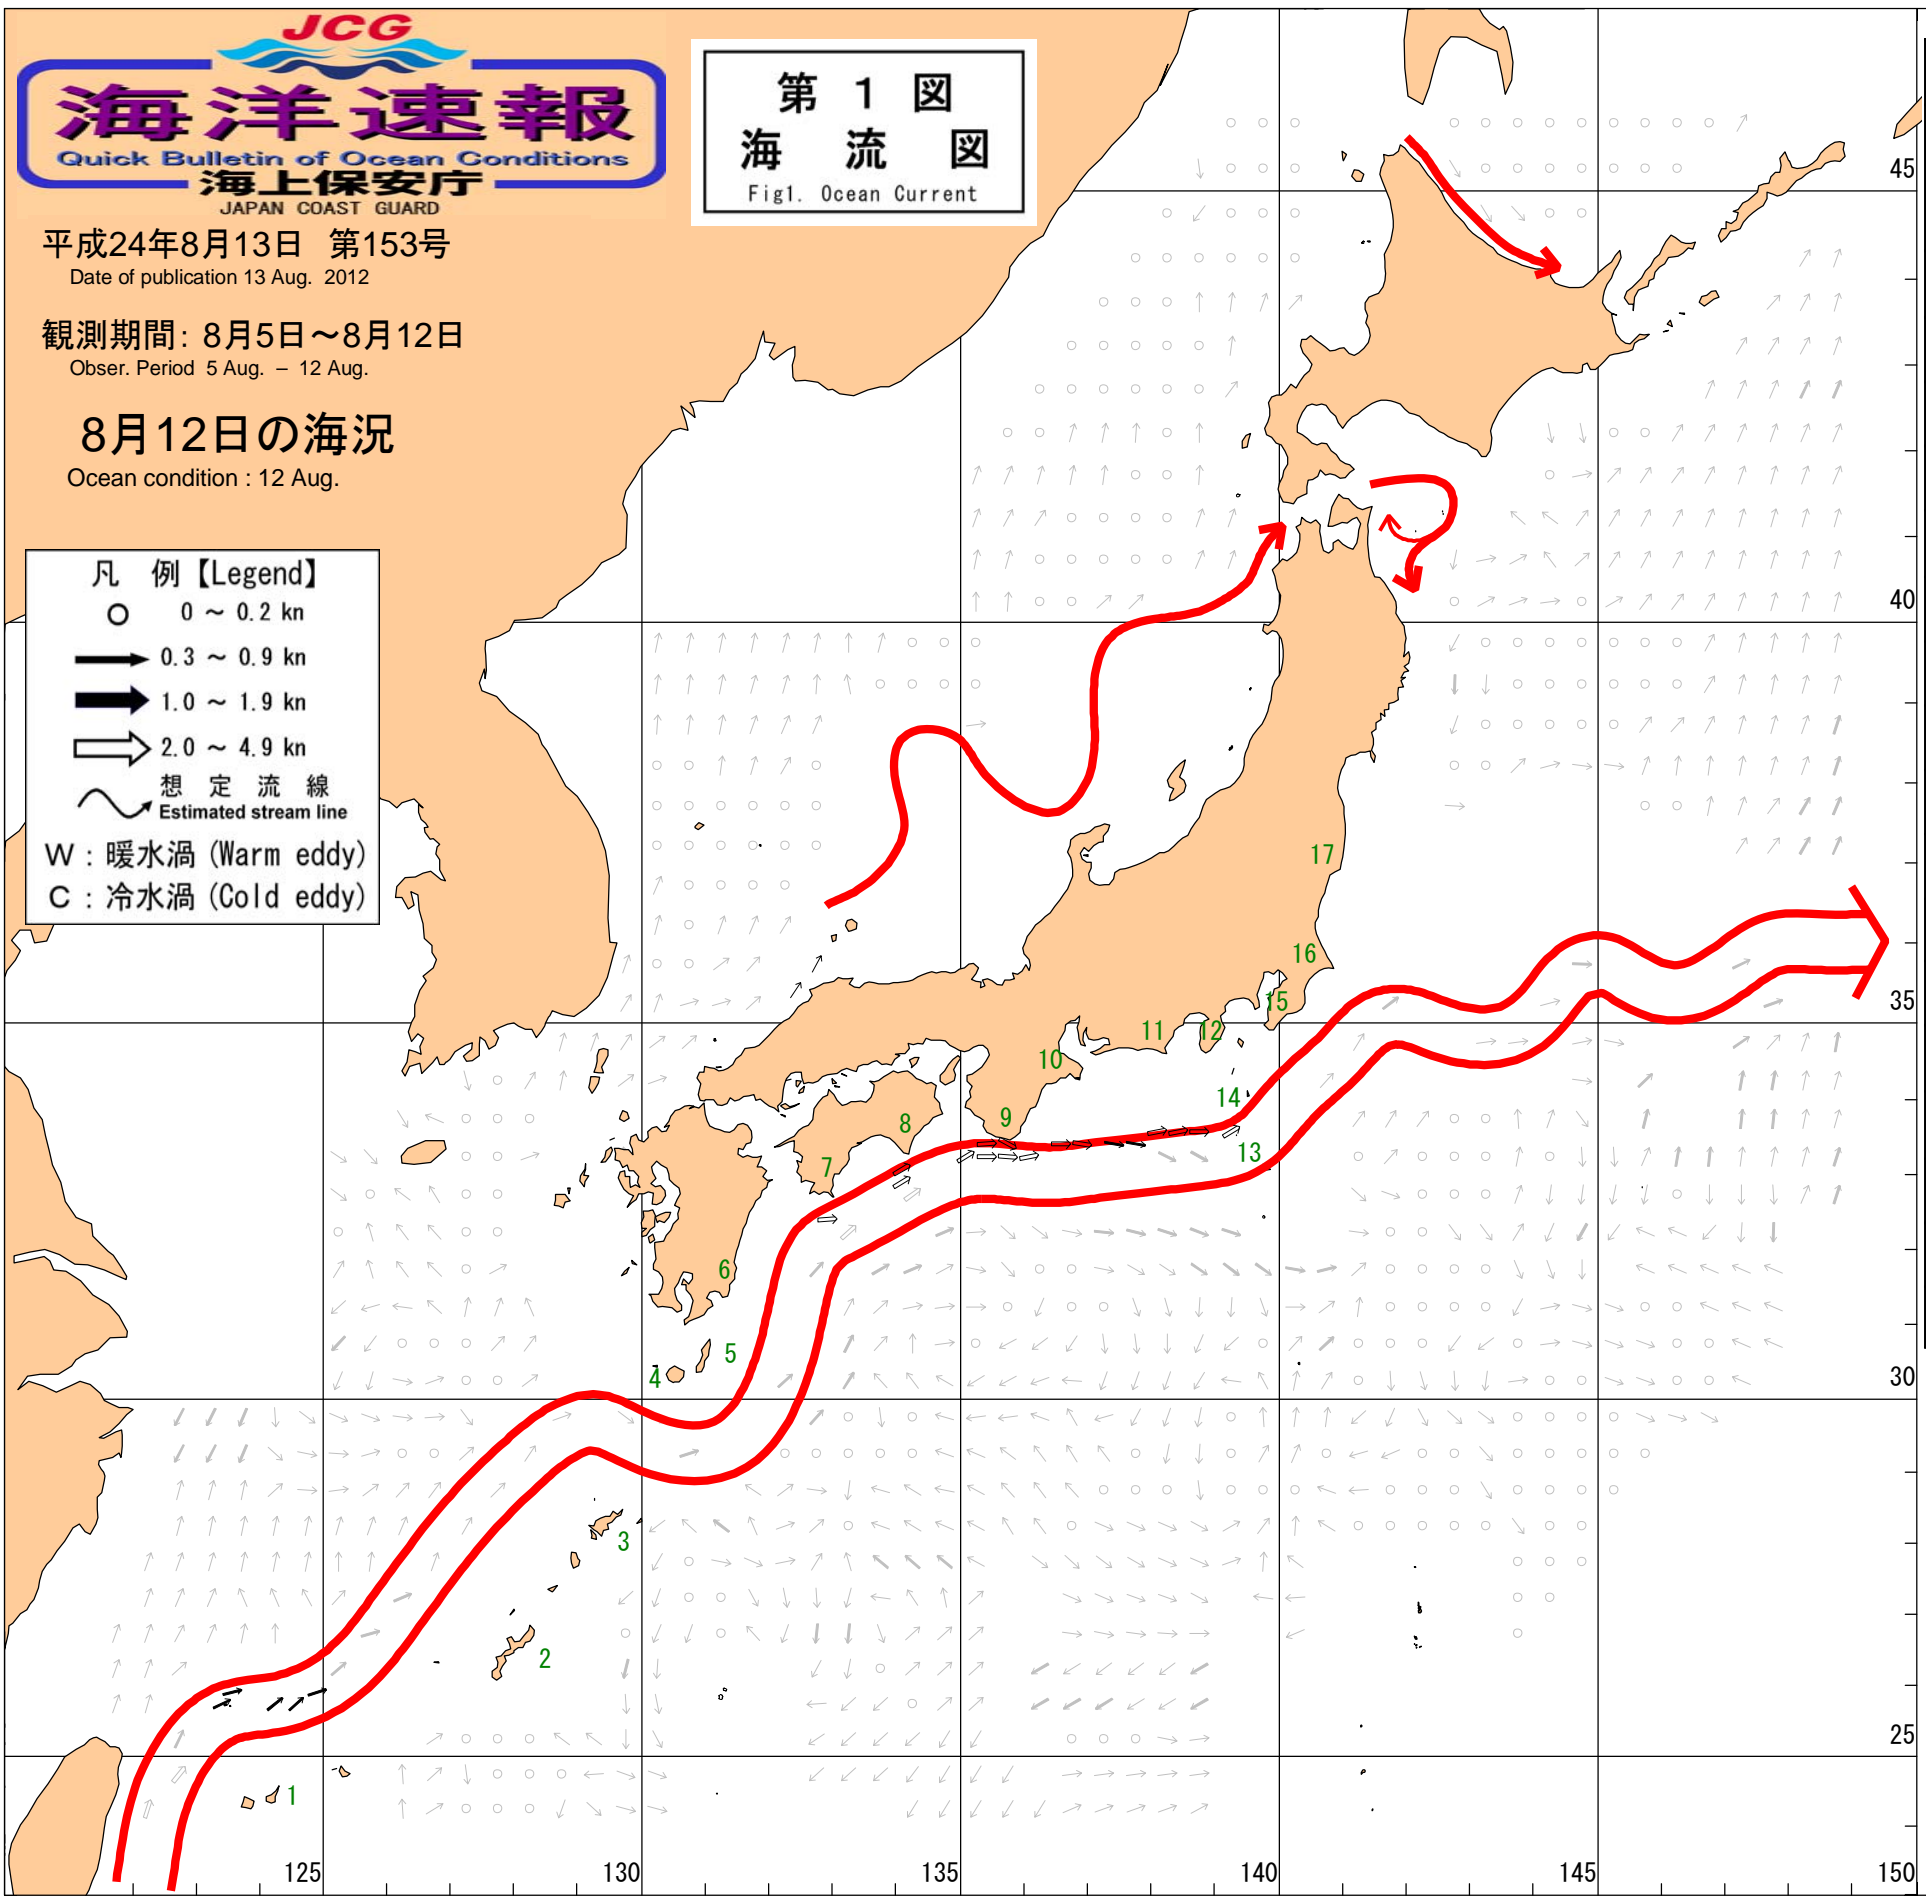 JCG
海洋速報
Quick Bulletin of Ocean Conditions
海上保安庁
JAPAN COAST GUARD
第 1 図
海 流 図
Fig1. Ocean Current
平成24年8月13日 第153号
Date of publication 13 Aug. 2012
観測期間: 8月5日~8月12日
Obser. Period 5 Aug. – 12 Aug.
8月12日の海況
Ocean condition : 12 Aug.
凡 例【Legend】
0 ~ 0.2 kn
0.3 ~ 0.9 kn
1.0 ~ 1.9 kn
2.0 ~ 4.9 kn
想 定 流 線
Estimated stream line
W : 暖水渦 (Warm eddy)
C : 冷水渦 (Cold eddy)
45
40
35
30
25
17
16
15
12
11
10
14
13
9
8
7
6
5
4
3
2
1
125
130
135
140
145
150